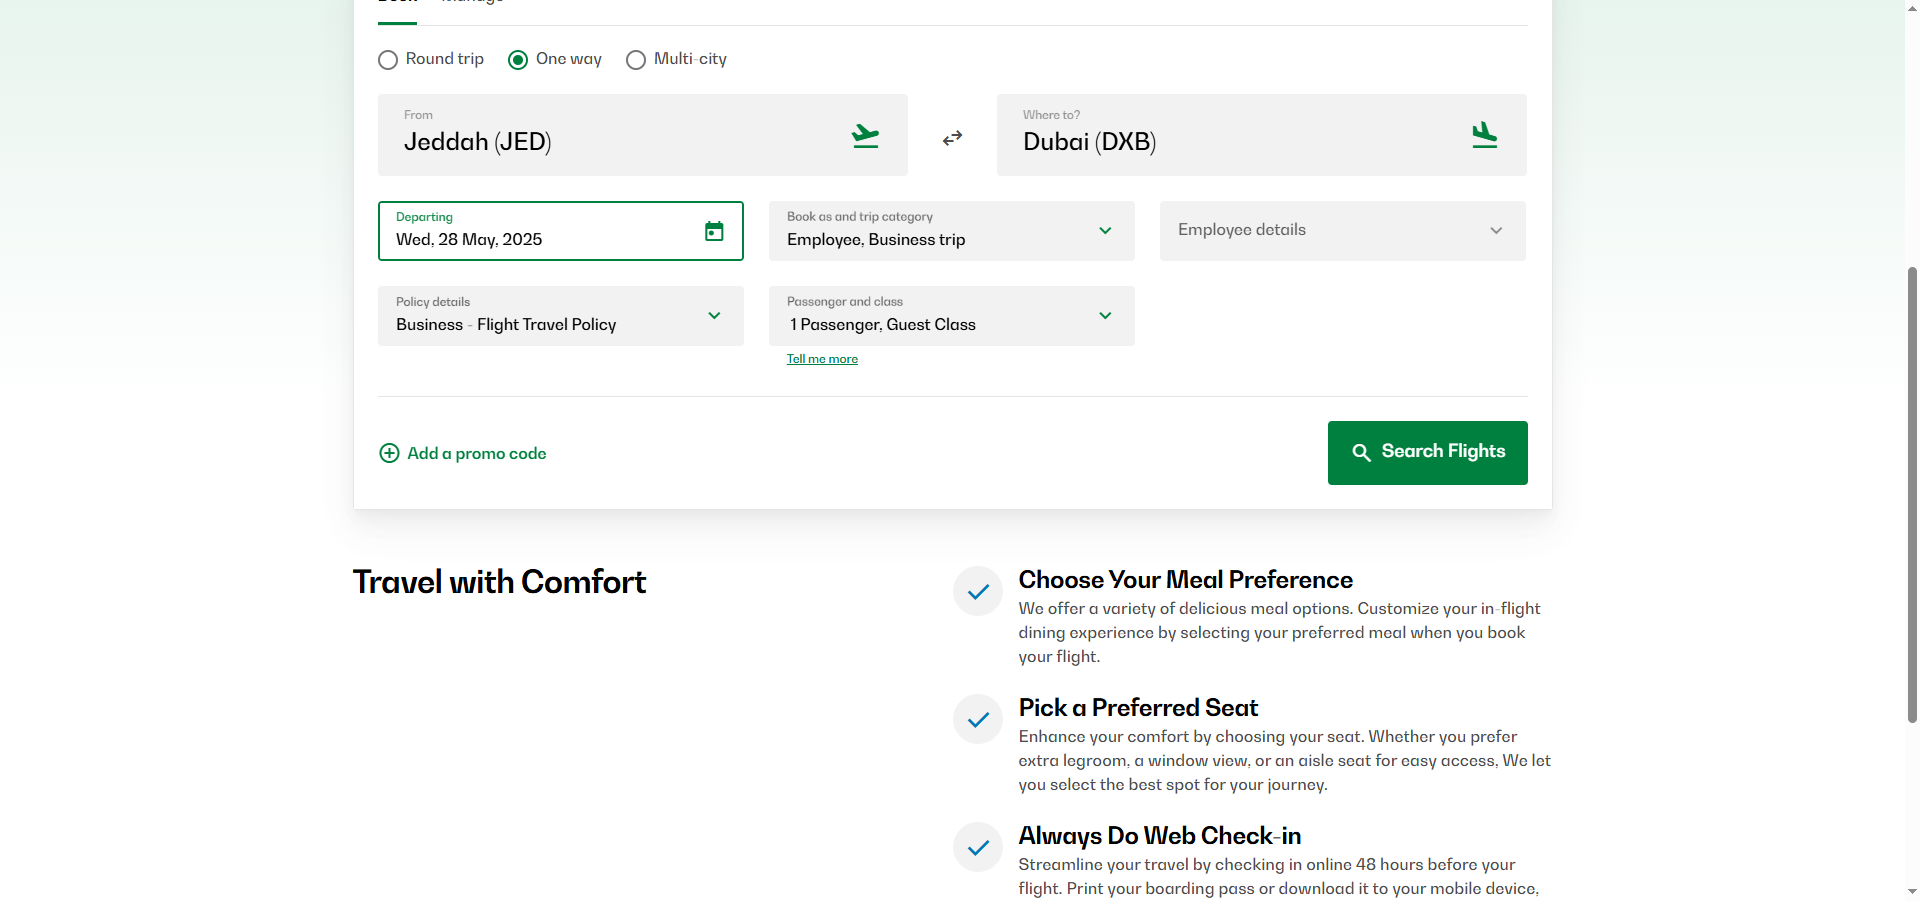 Book Manage
Round trip One way Multi-city
From
Jeddah (JED)
Where to?
Dubai (DXB)
Departing
Wed, 28 May, 2025
Book as and trip category
Employee, Business trip
Employee details
Policy details
Business - Flight Travel Policy
Passenger and class
1 Passenger, Guest Class
Tell me more
Add a promo code
Search Flights
Travel with Comfort
Choose Your Meal Preference
We offer a variety of delicious meal options. Customize your in-flight
dining experience by selecting your preferred meal when you book
your flight.
Pick a Preferred Seat
Enhance your comfort by choosing your seat. Whether you prefer
extra legroom, a window view, or an aisle seat for easy access, We let
you select the best spot for your journey.
Always Do Web Check-in
Streamline your travel by checking in online 48 hours before your
flight. Print your boarding pass or download it to your mobile device,